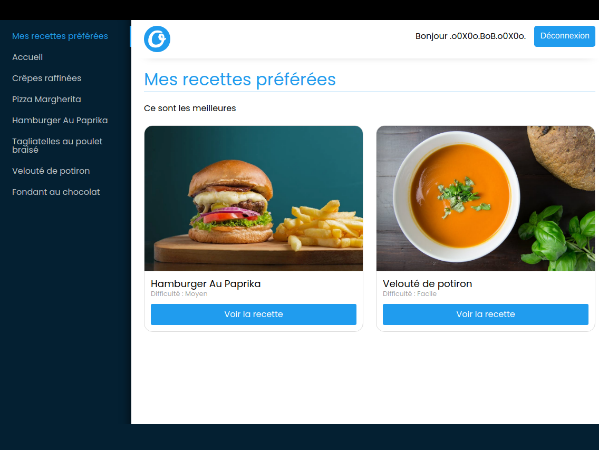 Mes recettes préférées
Accueil
Crêpes raffinées
Pizza Margherita
Hamburger Au Paprika
Tagliatelles au poulet
braisé
Velouté de potiron
Fondant au chocolat
Bonjour .o0X0o.BoB.o0X0o.
Déconnexion
Mes recettes préférées
Ce sont les meilleures
Hamburger Au Paprika
Difficulté : Moyen
Voir la recette
Velouté de potiron
Difficulté : Facile
Voir la recette